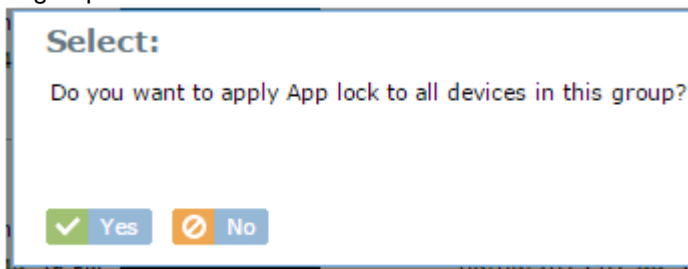 Select:
Do you want to apply App lock to all devices in this group?
Yes
No